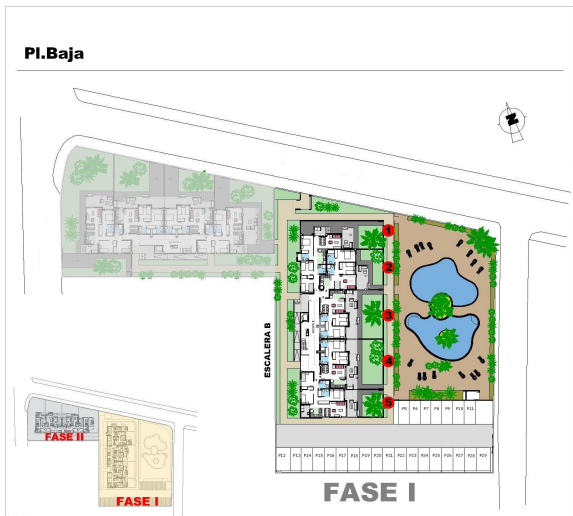 Pl.Baja
N
1
2
3
4
5
ESCALERA B
P5 P6 P7 P8 P9 P10 P11
P12 P13 P14 P15 P16 P17 P18 P19 P20 P21 P22 P23 P24 P25 P26 P27 P28 P29
FASE II
FASE I
FASE I